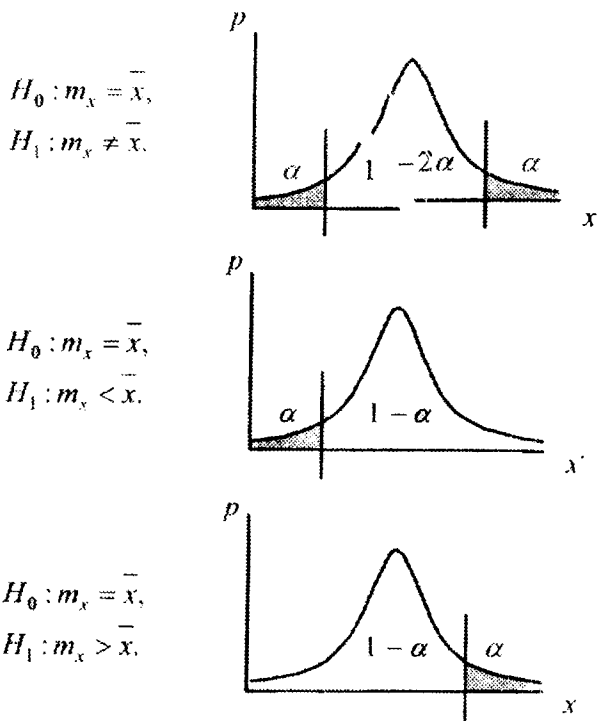 p
H₀ : mₓ = x̄,
H₁ : mₓ ≠ x̄.
α 1 −2α α
x
p
H₀ : mₓ = x̄,
H₁ : mₓ < x̄.
α 1 − α
x
p
H₀ : mₓ = x̄,
H₁ : mₓ > x̄.
1 − α α
x